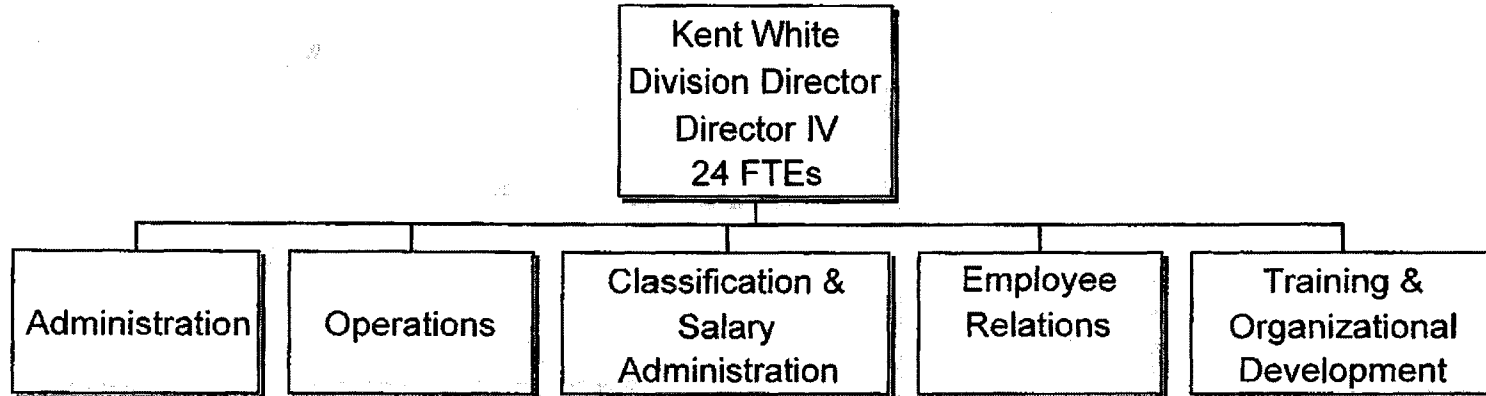 Kent White
Division Director
Director IV
24 FTEs
Administration
Operations
Classification &
Salary
Administration
Employee
Relations
Training &
Organizational
Development